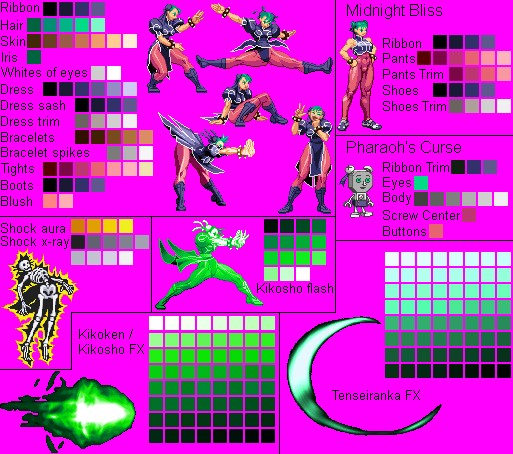 Ribbon
Hair
Skin
Iris
Whites of eyes
Dress
Dress sash
Dress trim
Bracelets
Bracelet spikes
Tights
Boots
Blush
Midnight Bliss
Ribbon
Pants
Pants Trim
Shoes
Shoes Trim
Pharaoh's Curse
Ribbon Trim
Eyes
Body
Screw Center
Buttons
Shock aura
Shock x-ray
Kikosho flash
Kikoken /
Kikosho FX
Tenseiranka FX